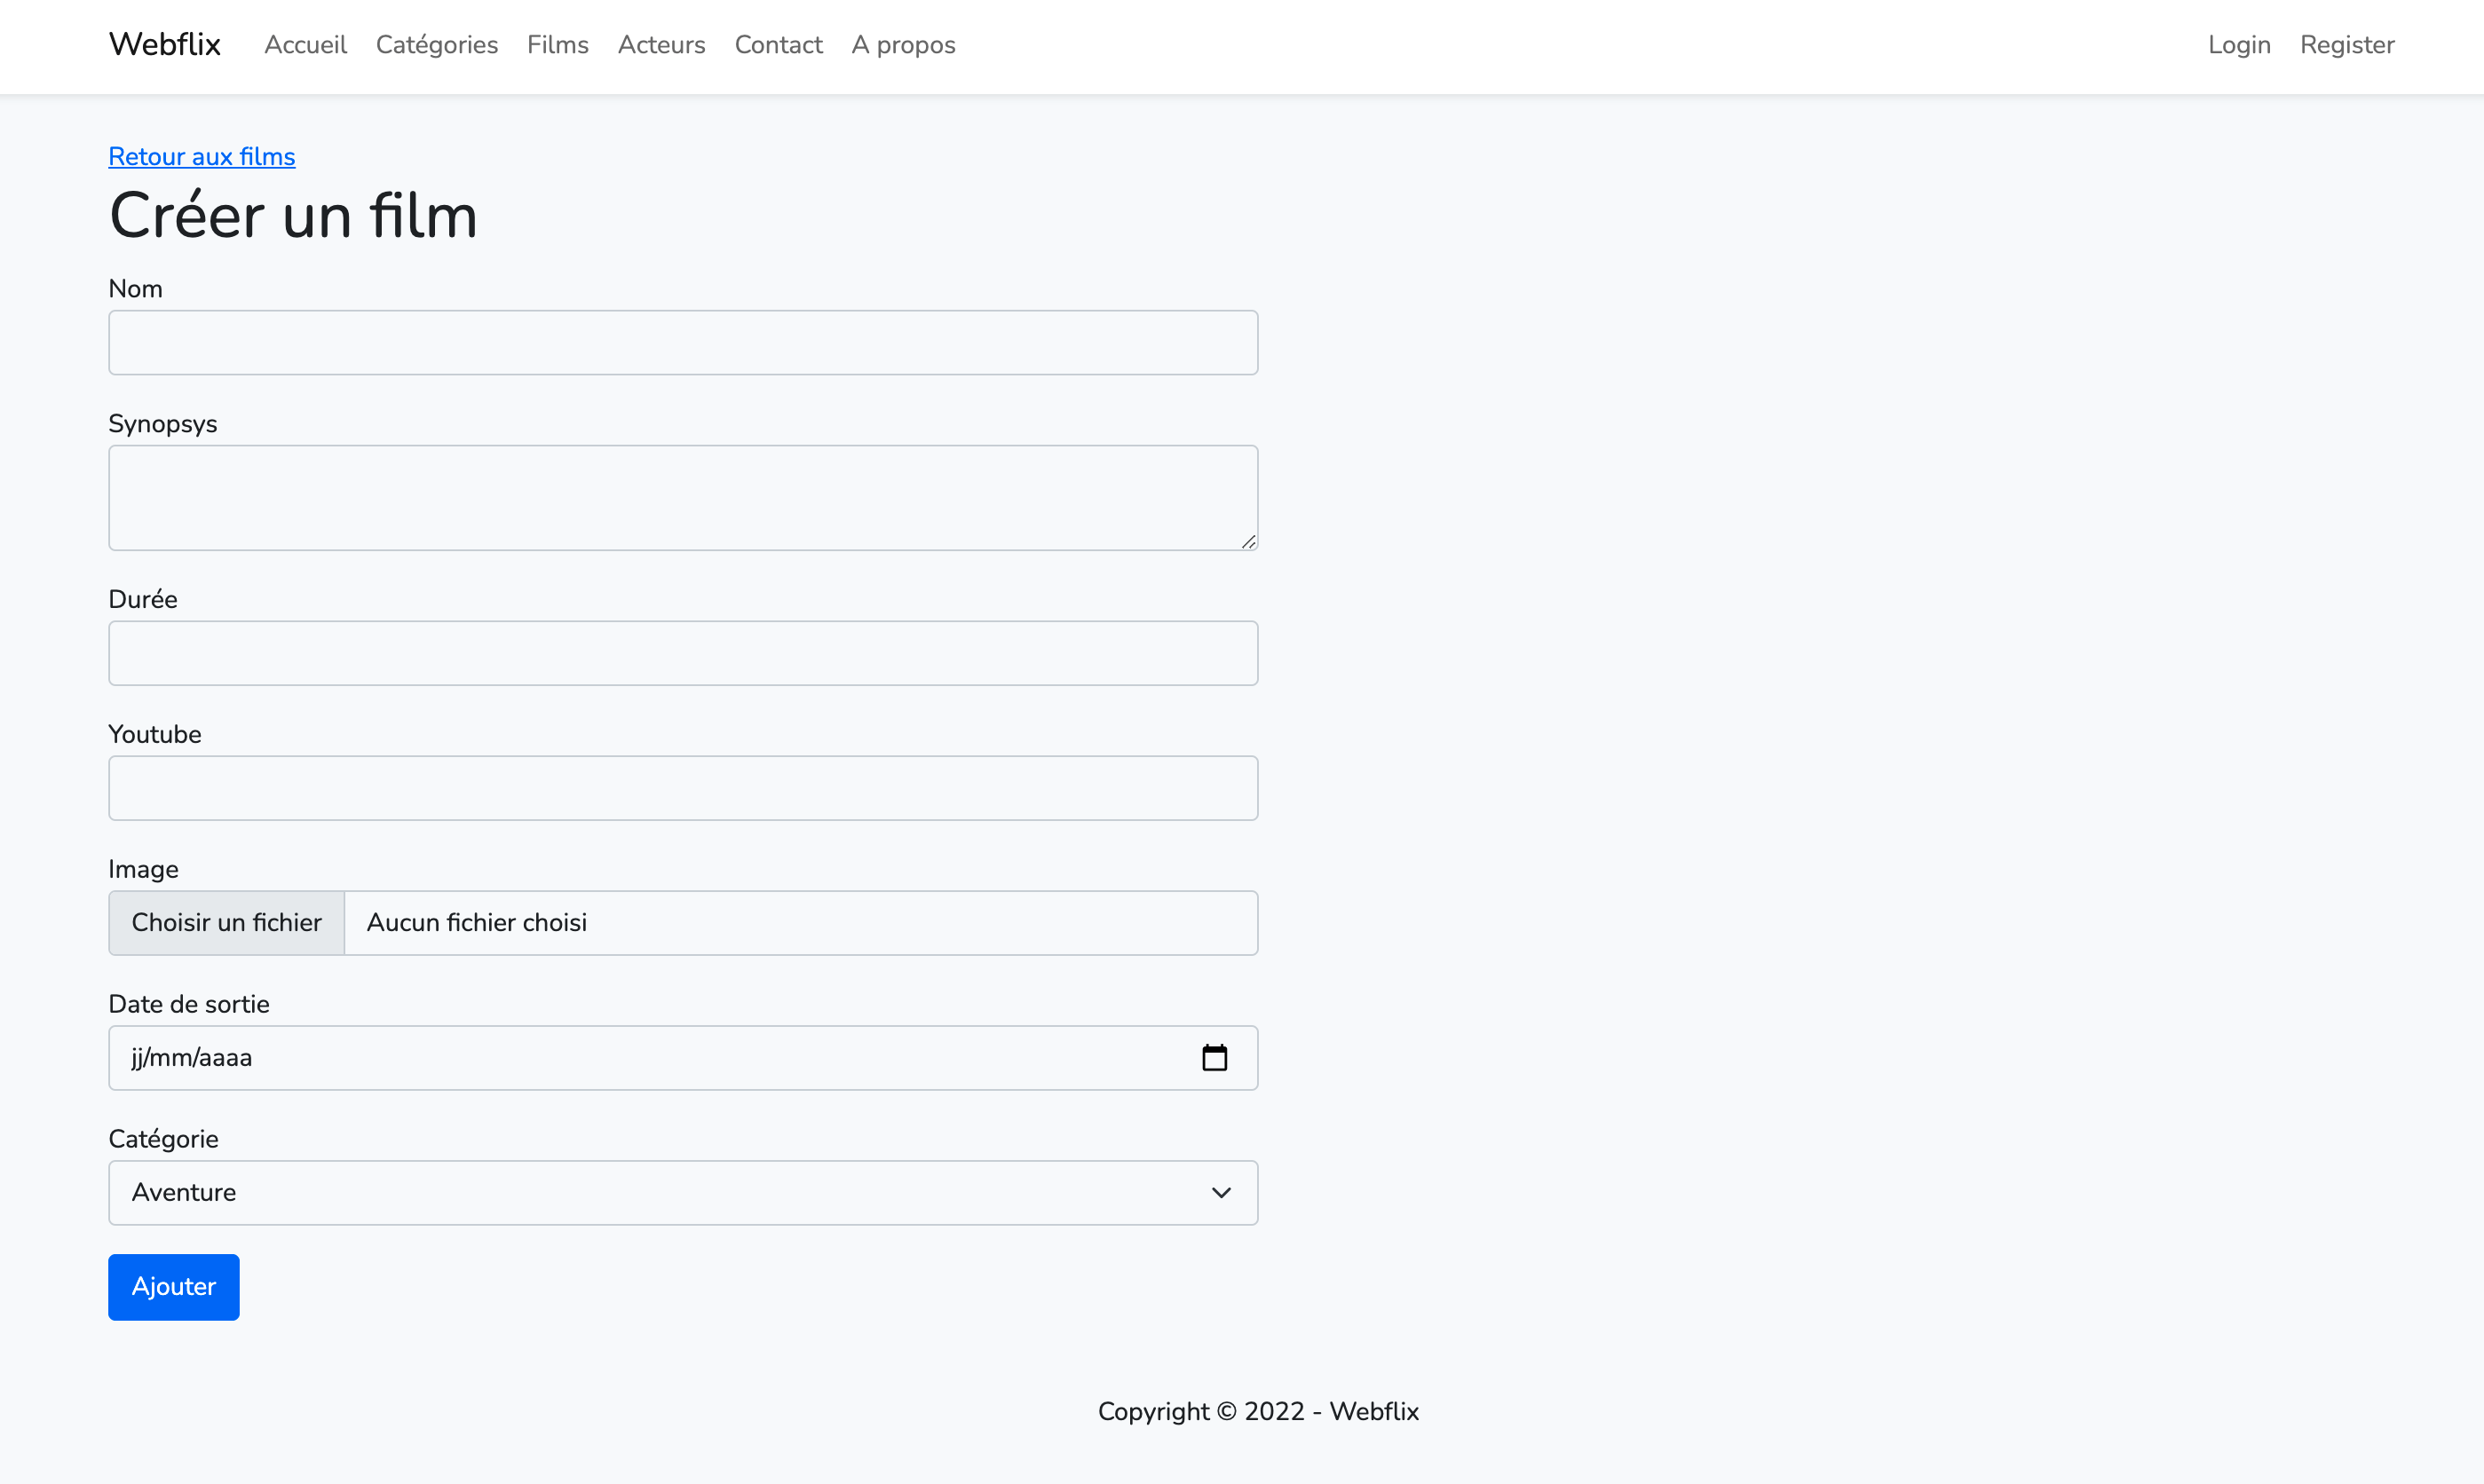 Webflix Accueil Catégories Films Acteurs Contact A propos Login Register
Retour aux films
Créer un film
Nom
Synopsys
Durée
Youtube
Image
Choisir un fichier Aucun fichier choisi
Date de sortie
jj/mm/aaaa
Catégorie
Aventure
Ajouter
Copyright © 2022 - Webflix